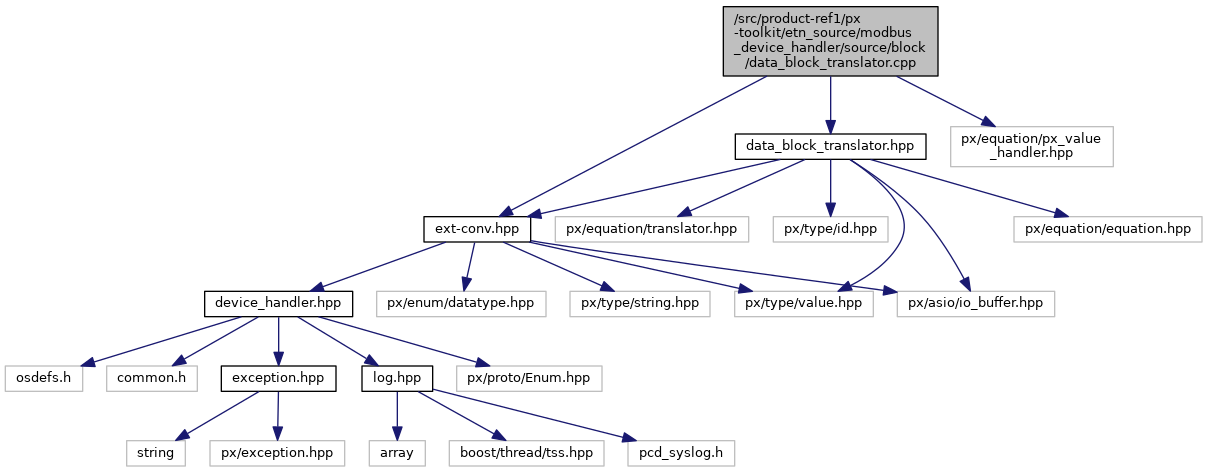 /src/product-ref1/px
-toolkit/etn_source/modbus
_device_handler/source/block
/data_block_translator.cpp
data_block_translator.hpp
px/equation/px_value
_handler.hpp
ext-conv.hpp
px/equation/translator.hpp
px/type/id.hpp
px/equation/equation.hpp
device_handler.hpp
px/enum/datatype.hpp
px/type/string.hpp
px/type/value.hpp
px/asio/io_buffer.hpp
osdefs.h
common.h
exception.hpp
log.hpp
px/proto/Enum.hpp
string
px/exception.hpp
array
boost/thread/tss.hpp
pcd_syslog.h